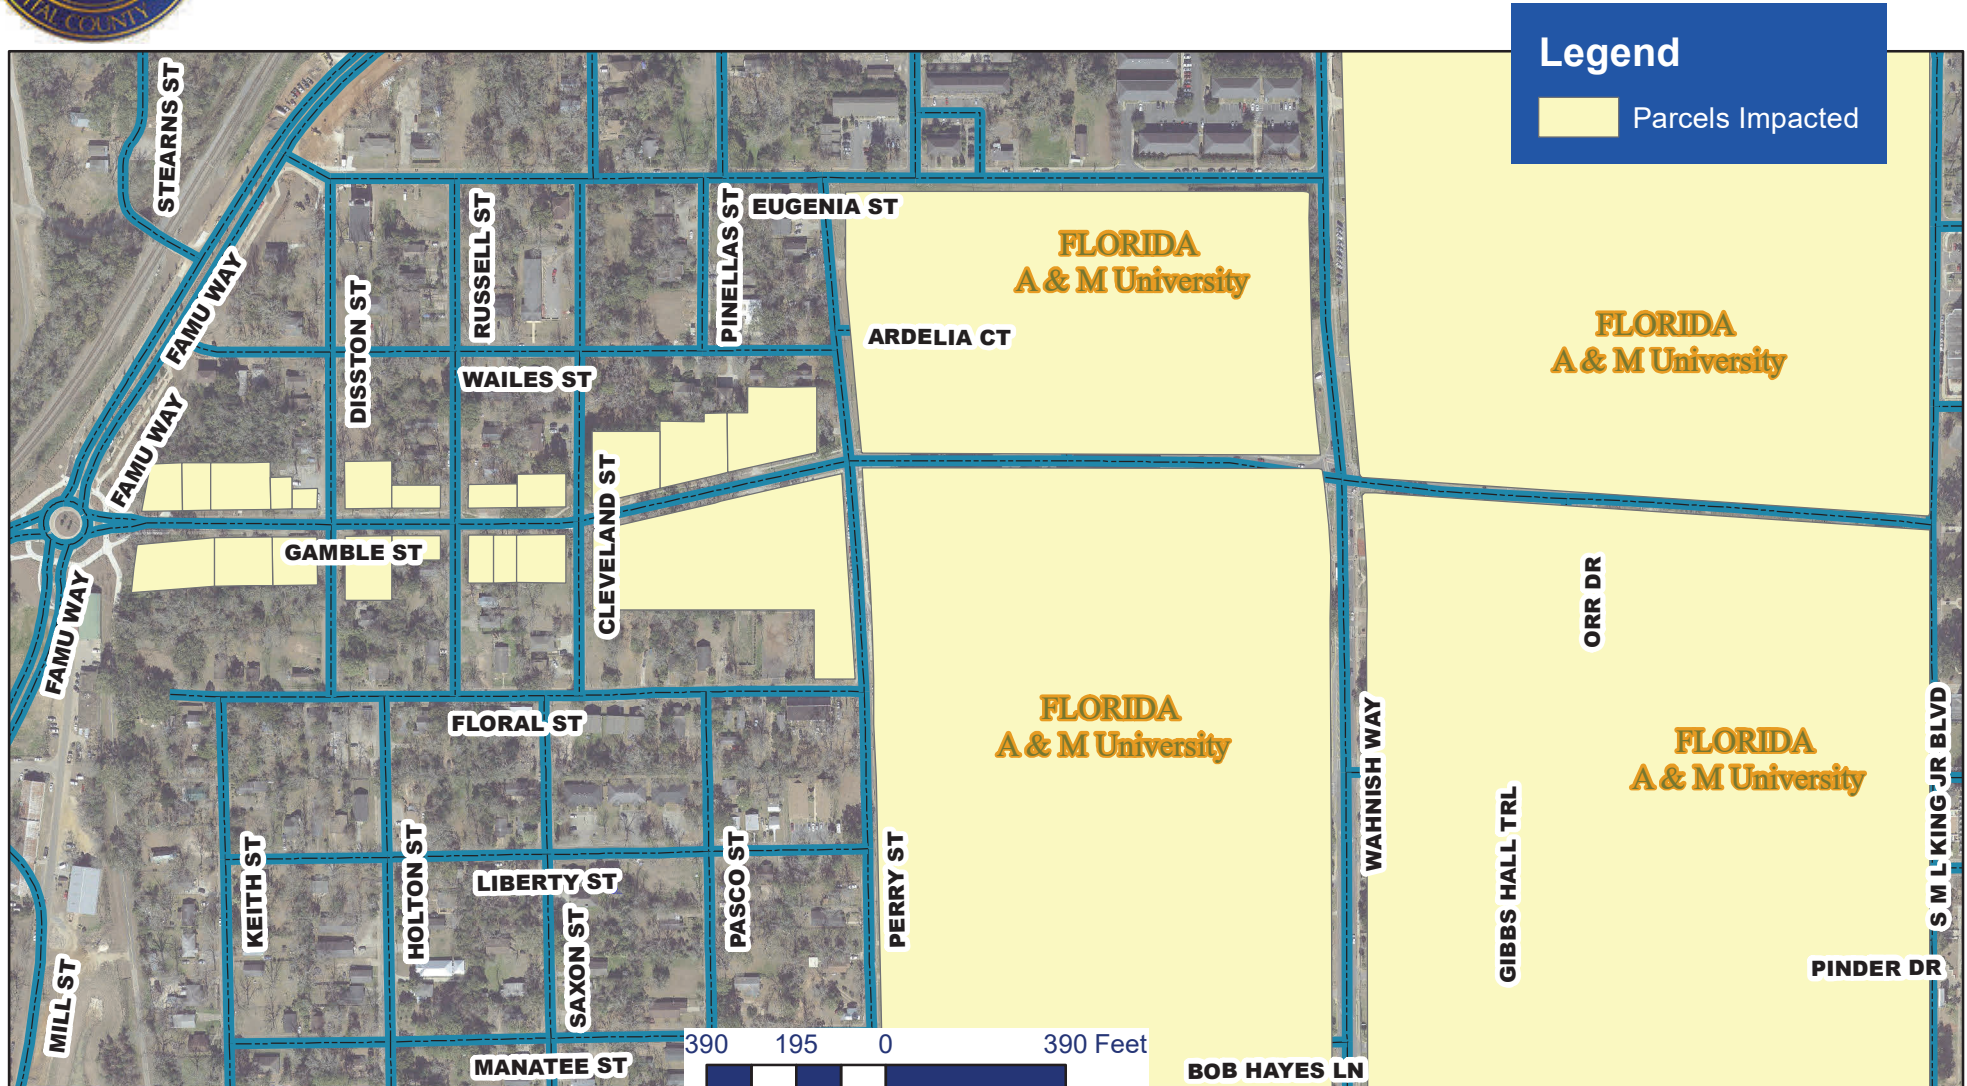 TAL COUNTY
Legend
Parcels Impacted
STEARNS ST
FAMU WAY
FAMU WAY
FAMU WAY
DISSTON ST
RUSSELL ST
PINELLAS ST
EUGENIA ST
ARDELIA CT
WAILES ST
CLEVELAND ST
GAMBLE ST
FLORIDA
A & M University
FLORIDA
A & M University
ORR DR
FLORAL ST
FLORIDA
A & M University
FLORIDA
A & M University
WAHNISH WAY
GIBBS HALL TRL
S M L KING JR BLVD
PINDER DR
KEITH ST
HOLTON ST
LIBERTY ST
SAXON ST
PASCO ST
PERRY ST
MILL ST
MANATEE ST
390 195 0 390 Feet
BOB HAYES LN